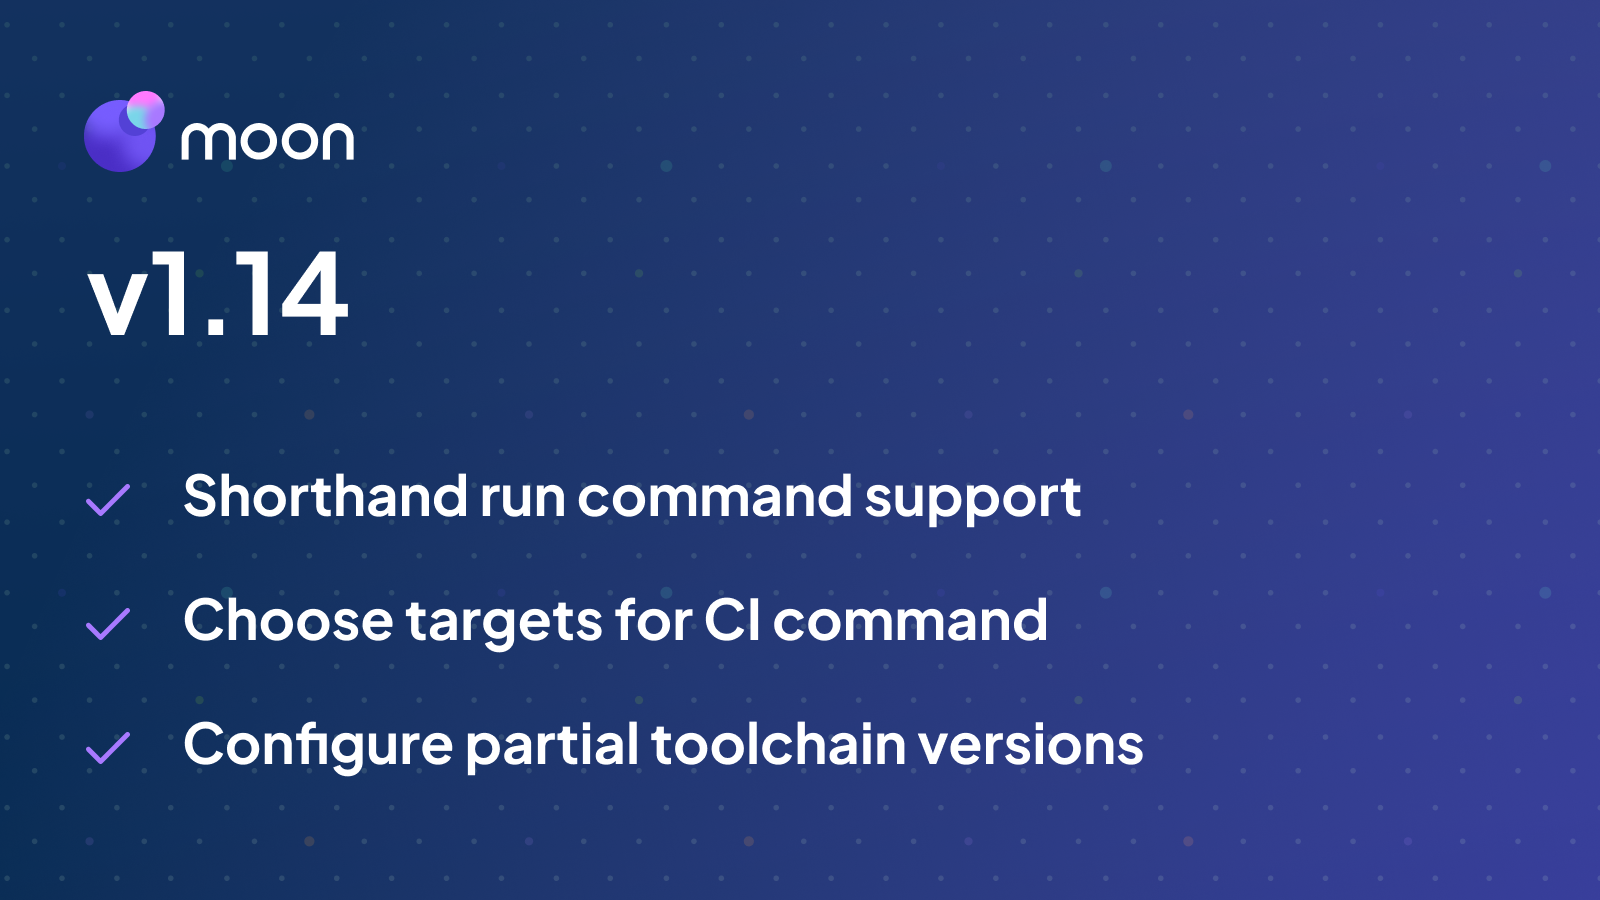 moon
v1.14
Shorthand run command support
Choose targets for CI command
Configure partial toolchain versions